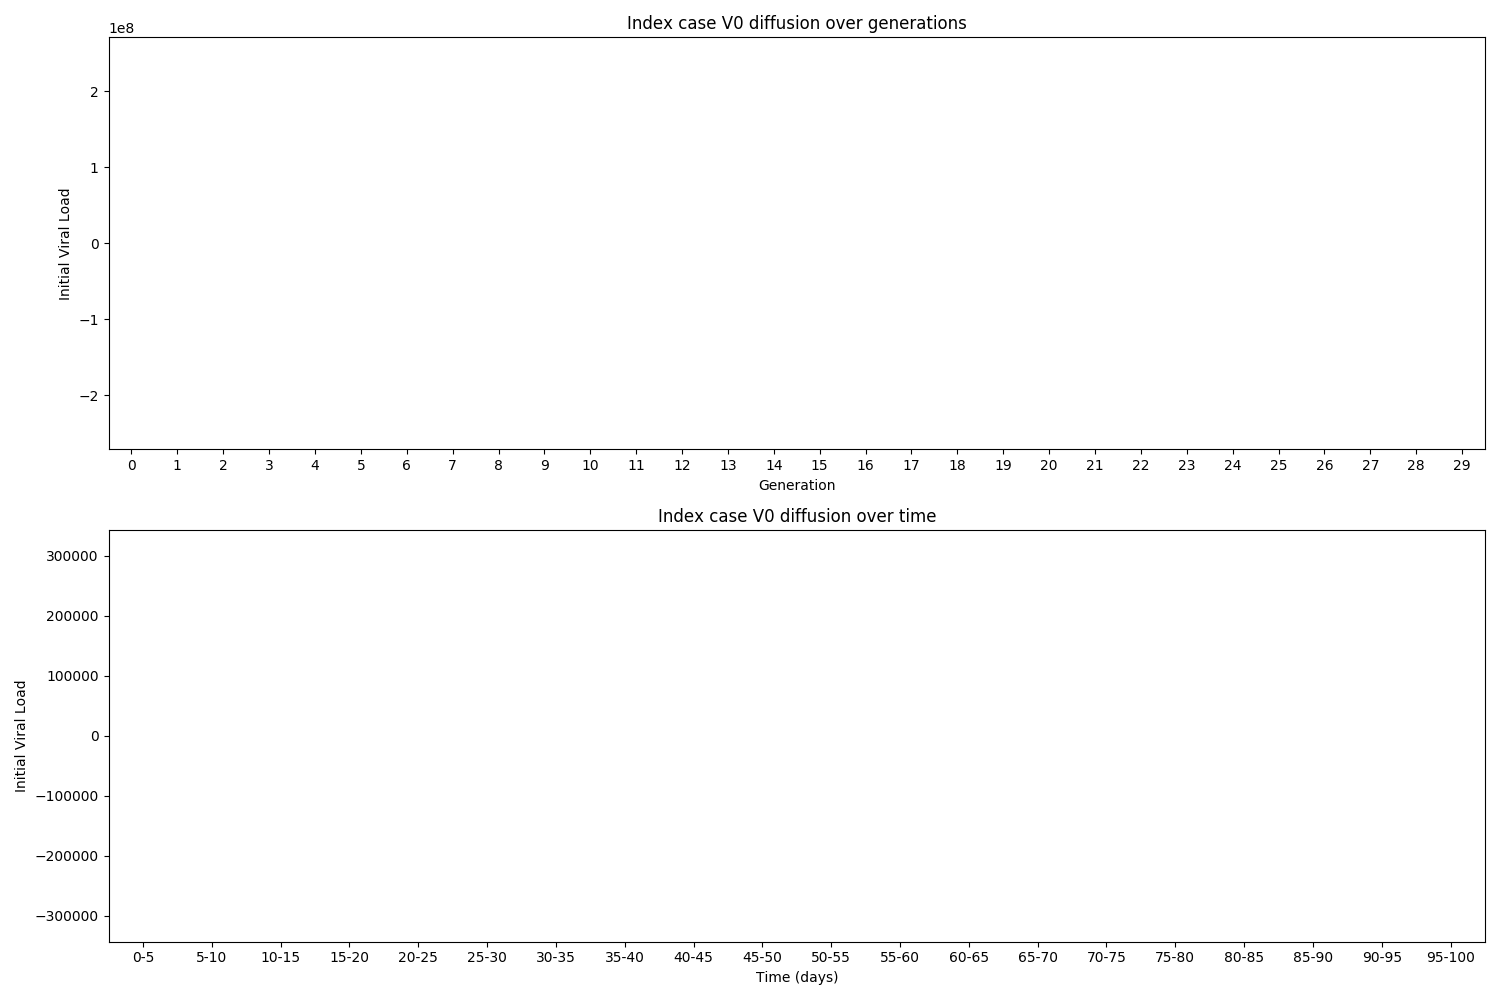 Index case V0 diffusion over generations
1e8
2
1
0
−1
−2
Initial Viral Load
0 1 2 3 4 5 6 7 8 9 10 11 12 13 14 15 16 17 18 19 20 21 22 23 24 25 26 27 28 29
Generation
Index case V0 diffusion over time
300000
200000
100000
0
−100000
−200000
−300000
Initial Viral Load
0-5 5-10 10-15 15-20 20-25 25-30 30-35 35-40 40-45 45-50 50-55 55-60 60-65 65-70 70-75 75-80 80-85 85-90 90-95 95-100
Time (days)